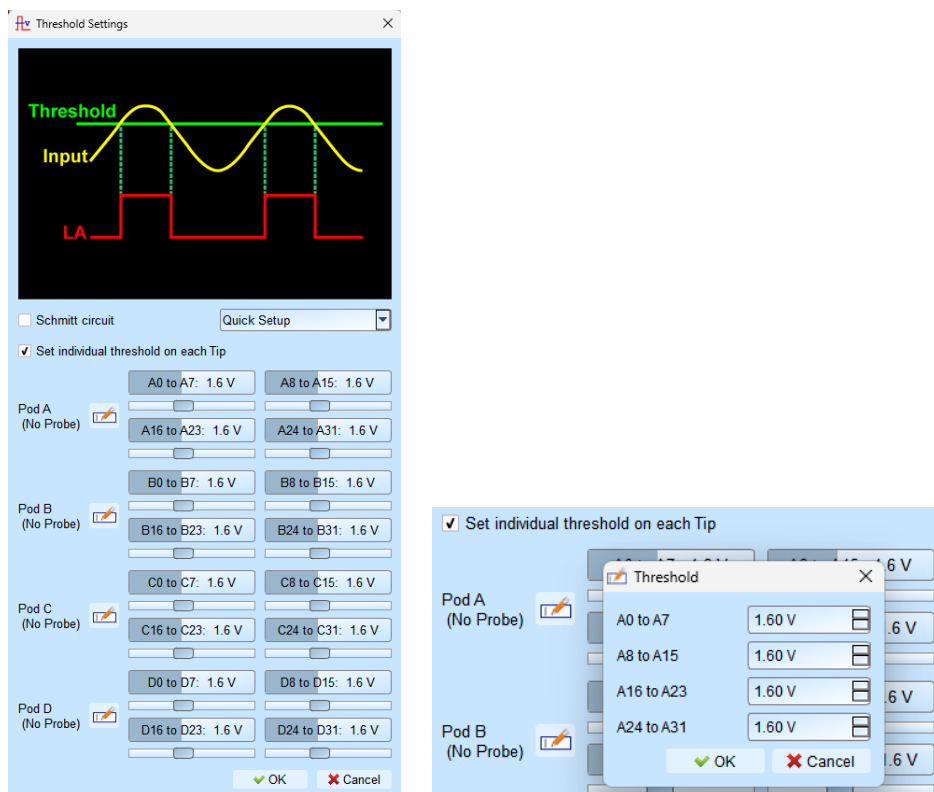 Threshold Settings
Threshold
Input
LA
Schmitt circuit
Quick Setup
Set individual threshold on each Tip
Pod A
(No Probe)
A0 to A7: 1.6 V
A8 to A15: 1.6 V
A16 to A23: 1.6 V
A24 to A31: 1.6 V
Pod B
(No Probe)
B0 to B7: 1.6 V
B8 to B15: 1.6 V
B16 to B23: 1.6 V
B24 to B31: 1.6 V
Pod C
(No Probe)
C0 to C7: 1.6 V
C8 to C15: 1.6 V
C16 to C23: 1.6 V
C24 to C31: 1.6 V
Pod D
(No Probe)
D0 to D7: 1.6 V
D8 to D15: 1.6 V
D16 to D23: 1.6 V
D24 to D31: 1.6 V
OK
Cancel
Set individual threshold on each Tip
Pod A
(No Probe)
Pod B
(No Probe)
Threshold
A0 to A7
1.60 V
A8 to A15
1.60 V
A16 to A23
1.60 V
A24 to A31
1.60 V
OK
Cancel